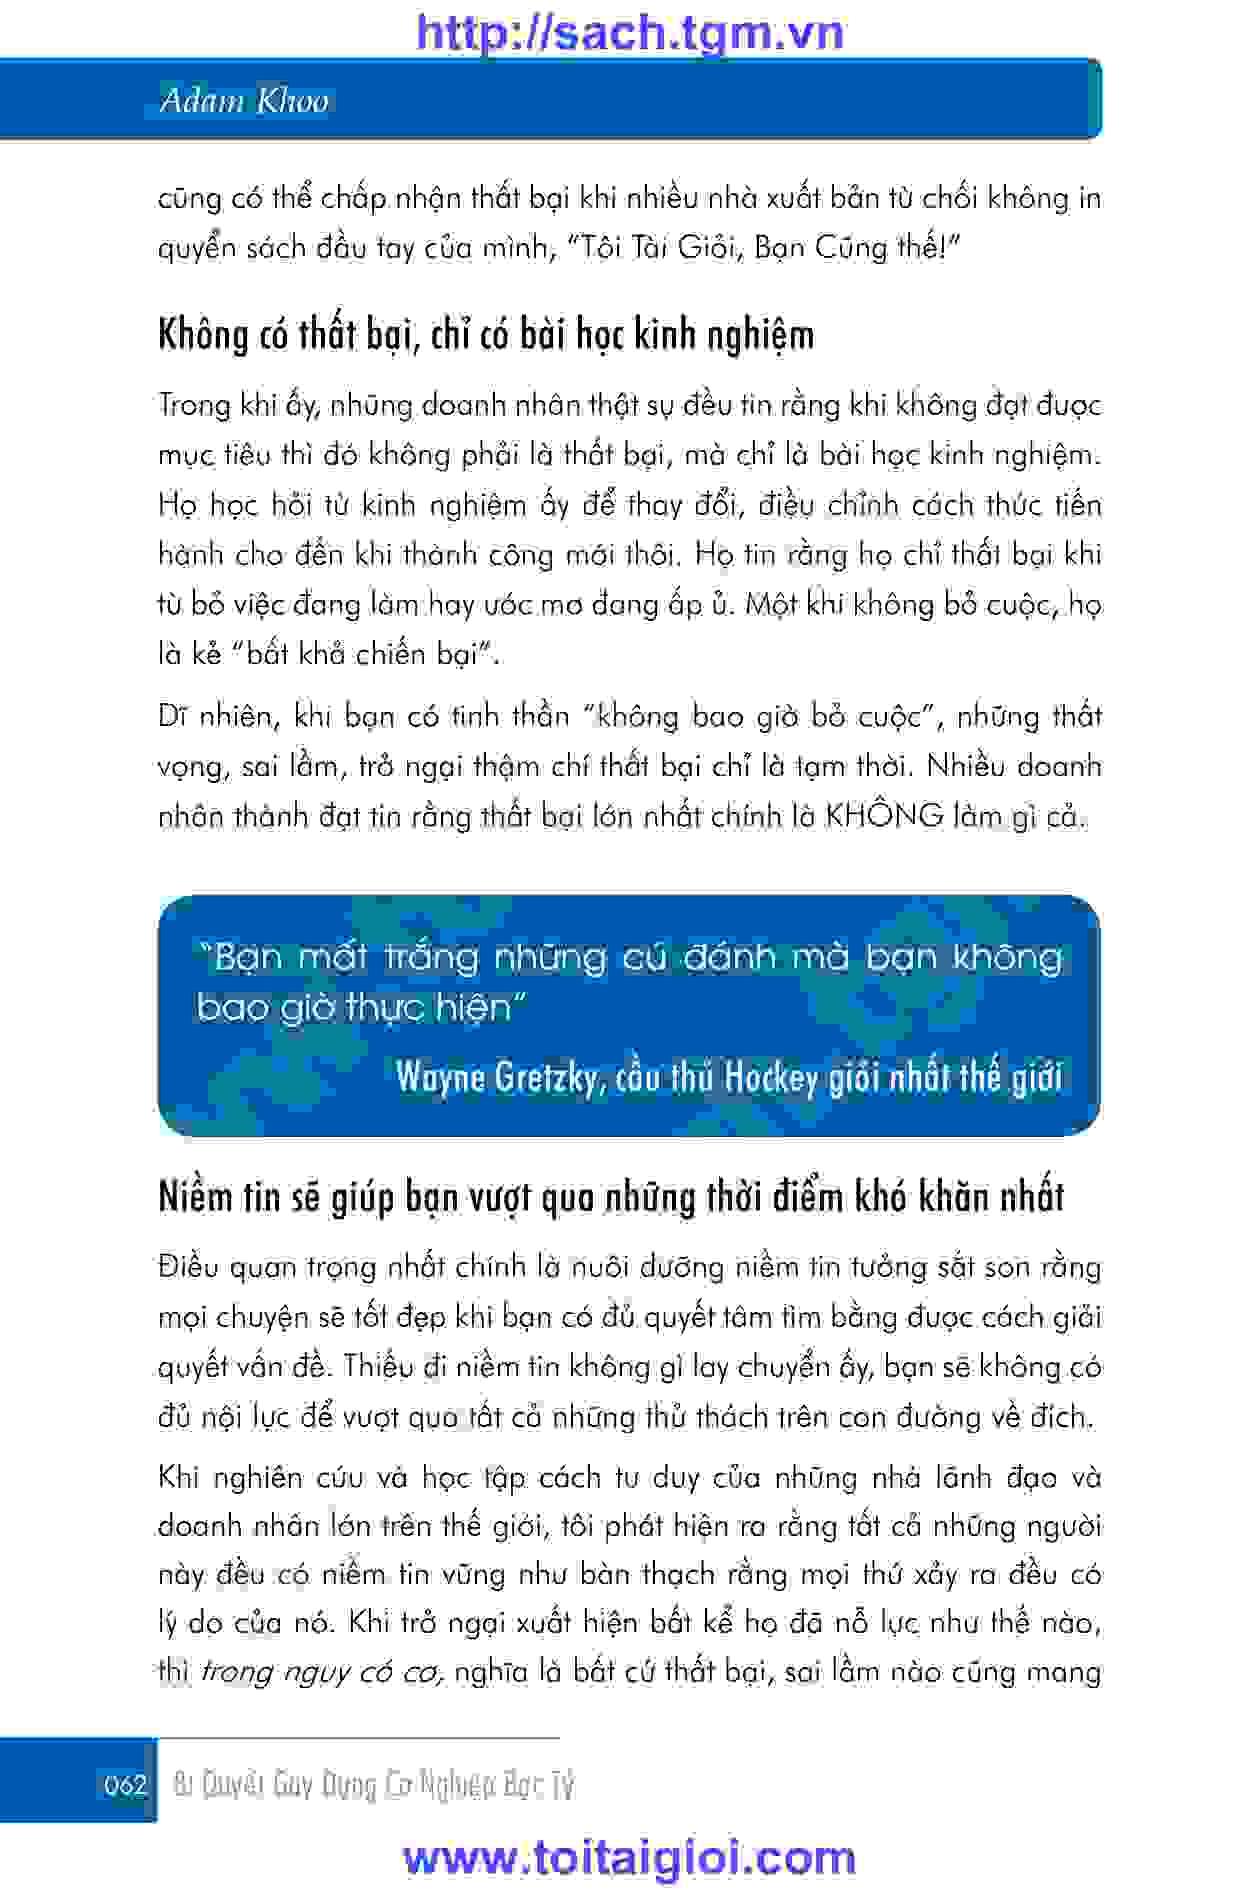 http://sach.tgm.vn
Adam Khoo
cũng có thể chấp nhận thất bại khi nhiều nhà xuất bản từ chối không in
quyển sách đầu tay của mình, “Tôi Tài Giỏi, Bạn Cũng thế!”
Không có thất bại, chỉ có bài học kinh nghiệm
Trong khi ấy, những doanh nhân thật sự đều tin rằng khi không đạt được
mục tiêu thì đó không phải là thất bại, mà chỉ là bài học kinh nghiệm.
Họ học hỏi từ kinh nghiệm ấy để thay đổi, điều chỉnh cách thức tiến
hành cho đến khi thành công mới thôi. Họ tin rằng họ chỉ thất bại khi
từ bỏ việc đang làm hay ước mơ đang ấp ủ. Một khi không bỏ cuộc, họ
là kẻ “bất khả chiến bại”.
Dĩ nhiên, khi bạn có tinh thần “không bao giờ bỏ cuộc”, những thất
vọng, sai lầm, trở ngại thậm chí thất bại chỉ là tạm thời. Nhiều doanh
nhân thành đạt tin rằng thất bại lớn nhất chính là KHÔNG làm gì cả.
“Bạn mất trắng những cú đánh mà bạn không
bao giờ thực hiện”
Wayne Gretzky, cầu thủ Hockey giỏi nhất thế giới
Niềm tin sẽ giúp bạn vượt qua những thời điểm khó khăn nhất
Điều quan trọng nhất chính là nuôi dưỡng niềm tin tưởng sắt son rằng
mọi chuyện sẽ tốt đẹp khi bạn có đủ quyết tâm tìm bằng được cách giải
quyết vấn đề. Thiếu đi niềm tin không gì lay chuyển ấy, bạn sẽ không có
đủ nội lực để vượt qua tất cả những thử thách trên con đường về đích.
Khi nghiên cứu và học tập cách tư duy của những nhà lãnh đạo và
doanh nhân lớn trên thế giới, tôi phát hiện ra rằng tất cả những người
này đều có niềm tin vững như bàn thạch rằng mọi thứ xảy ra đều có
lý do của nó. Khi trở ngại xuất hiện bất kể họ đã nỗ lực như thế nào,
thì trong nguy có cơ, nghĩa là bất cứ thất bại, sai lầm nào cũng mang
062 Bí Quyết Gây Dựng Cơ Nghiệp Bạc Tỷ
www.toitaigioi.com